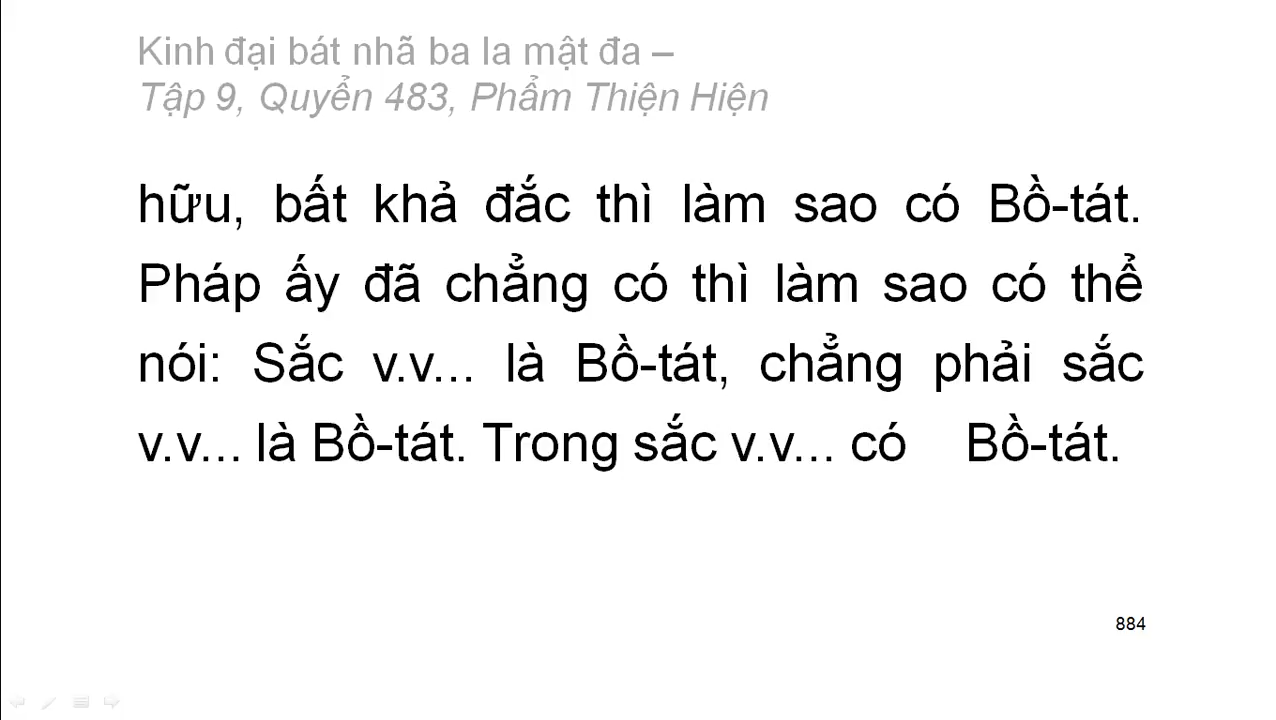 Kinh đại bát nhã ba la mật đa –
Tập 9, Quyển 483, Phẩm Thiện Hiện
hữu, bất khả đắc thì làm sao có Bồ-tát.
Pháp ấy đã chẳng có thì làm sao có thể
nói: Sắc v.v... là Bồ-tát, chẳng phải sắc
v.v... là Bồ-tát. Trong sắc v.v... có Bồ-tát.
884